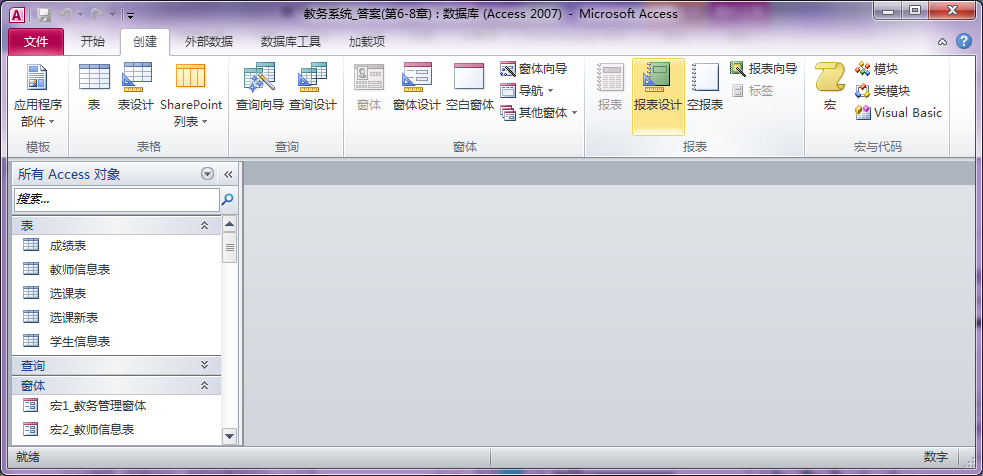 教务系统_答案(第6-8章) : 数据库 (Access 2007) - Microsoft Access
文件 开始 创建 外部数据 数据库工具 加载项
应用程序部件
表
表设计
SharePoint 列表
查询向导
查询设计
窗体
窗体设计
空白窗体
窗体向导
导航
其他窗体
报表
报表设计
空报表
报表向导
标签
宏
模块
类模块
Visual Basic
模板 表格 查询 窗体 报表 宏与代码
所有 Access 对象
搜索...
表
成绩表
教师信息表
选课表
选课新表
学生信息表
查询
窗体
宏1_教务管理窗体
宏2_教师信息表
就绪 数字